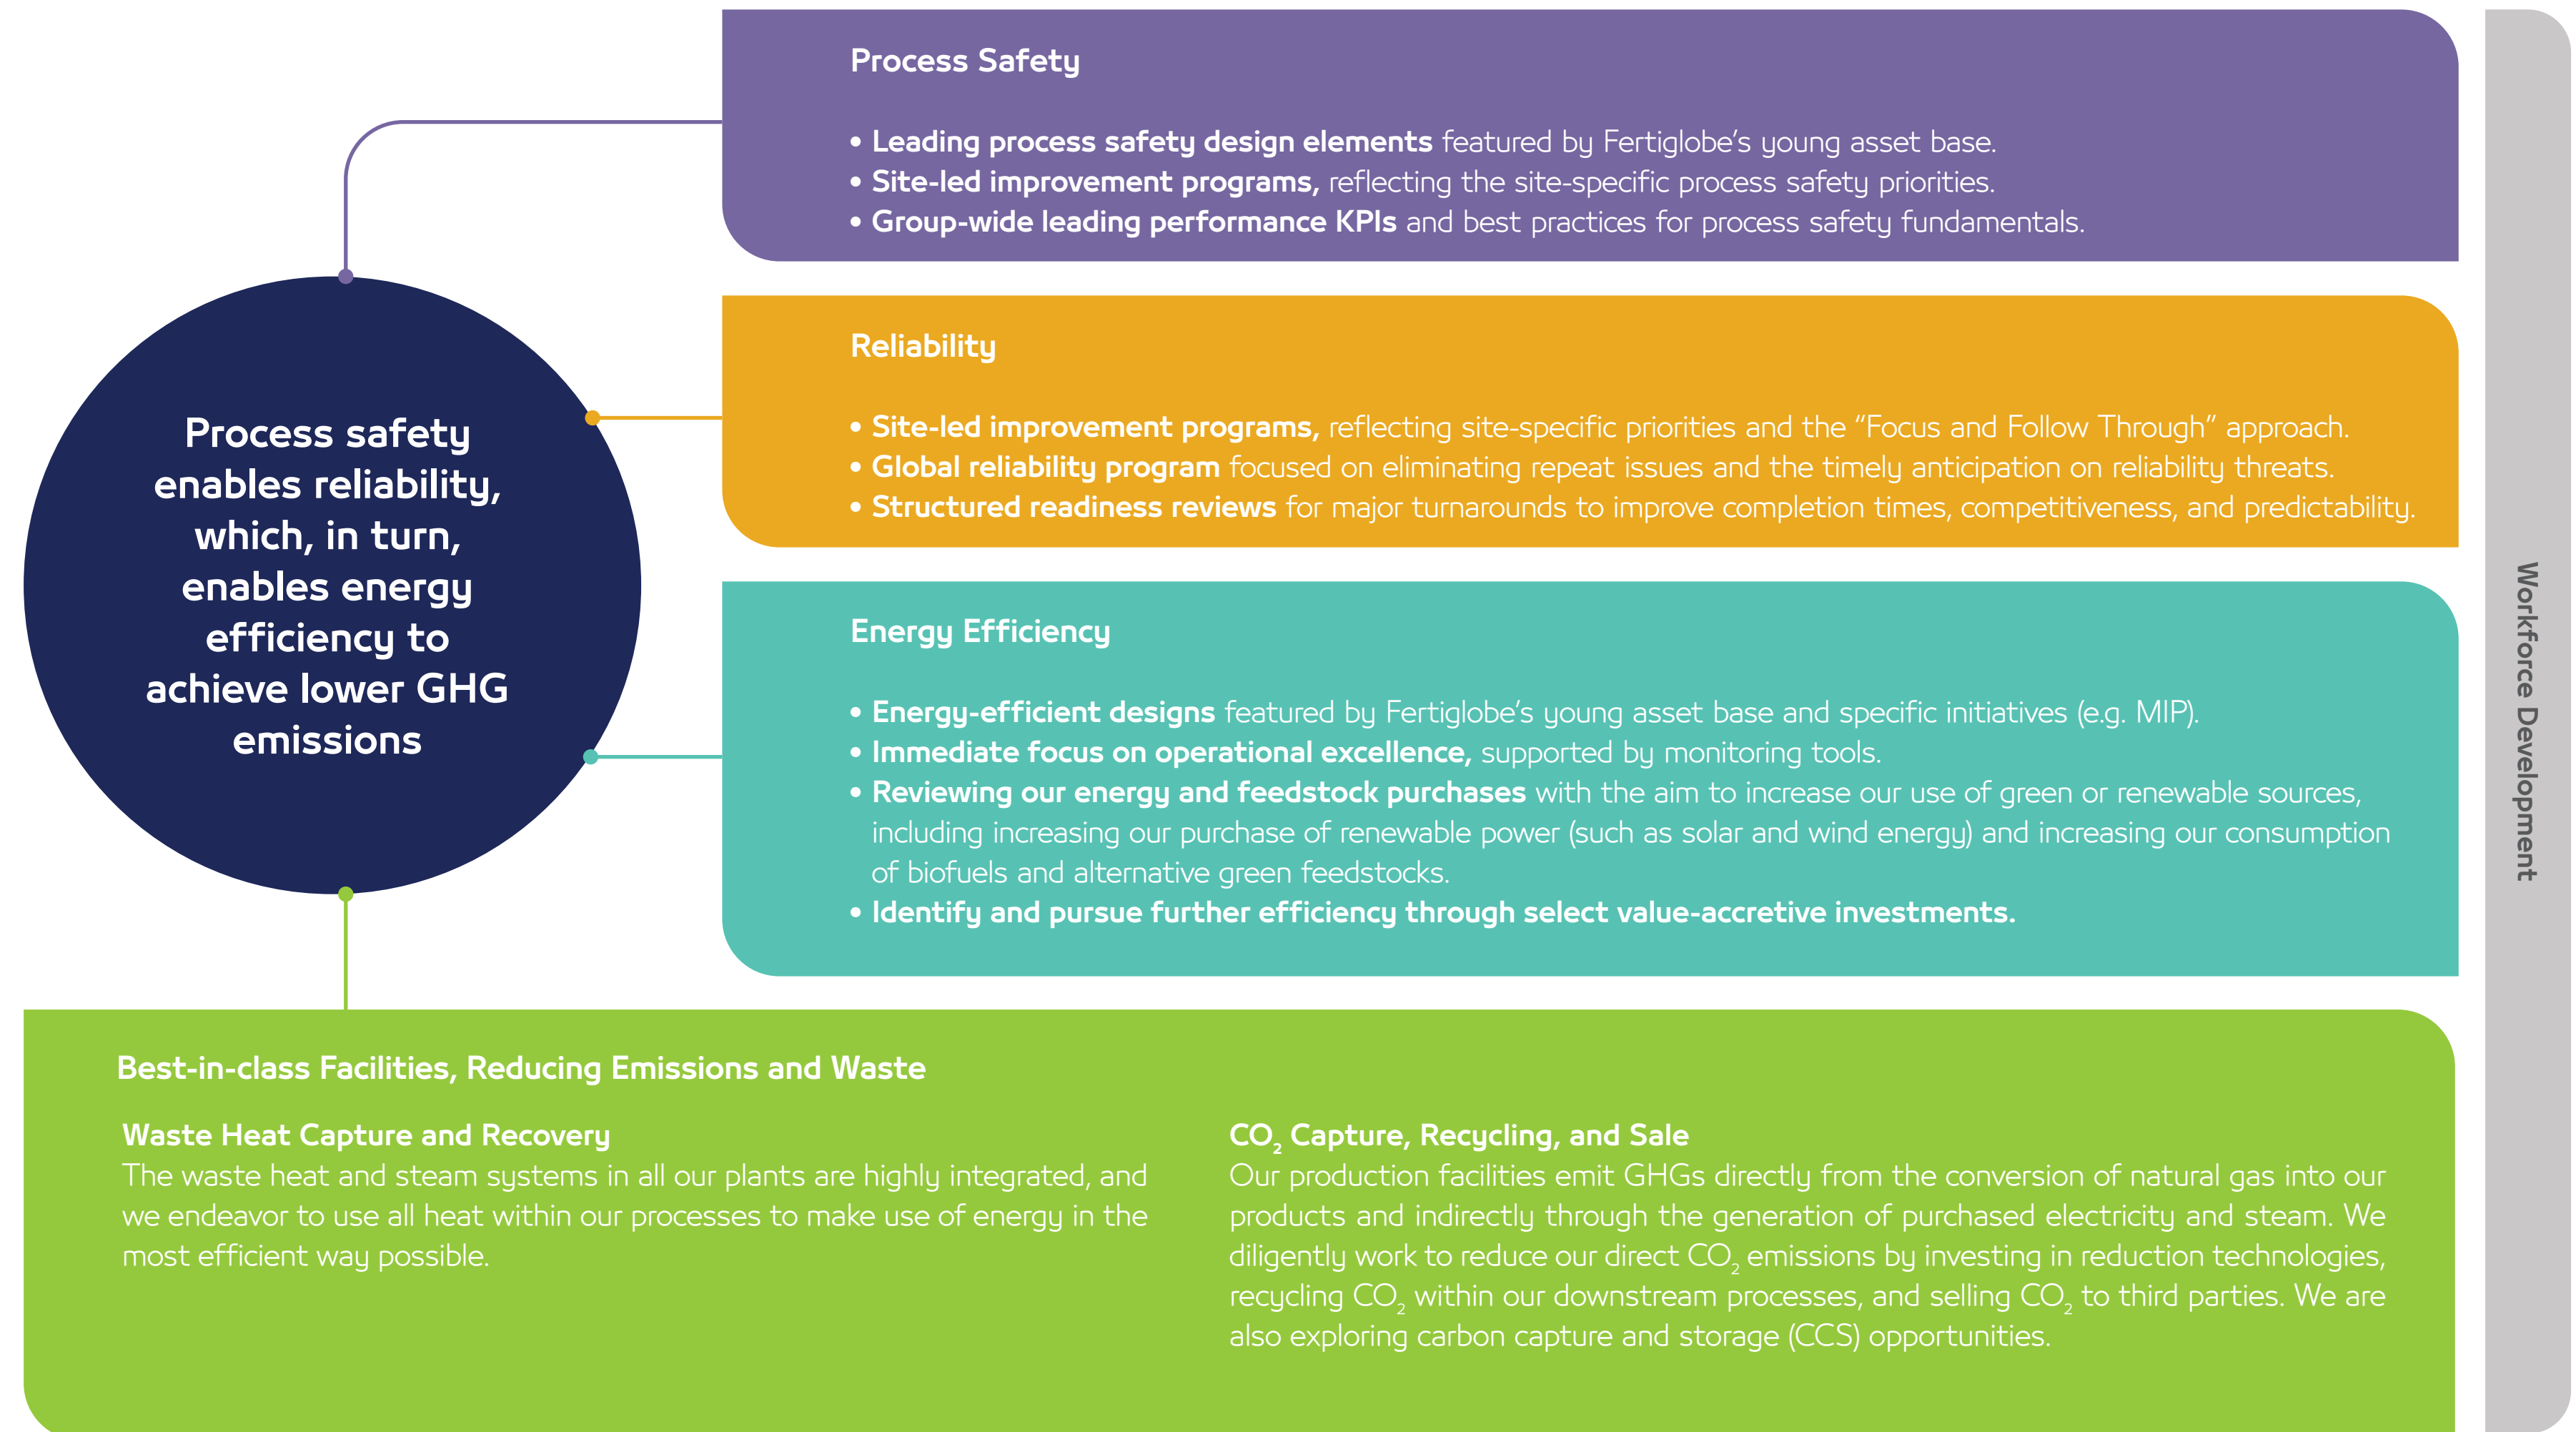 Process Safety
• Leading process safety design elements featured by Fertiglobe’s young asset base.
• Site-led improvement programs, reflecting the site-specific process safety priorities.
• Group-wide leading performance KPIs and best practices for process safety fundamentals.
Process safety
enables reliability,
which, in turn,
enables energy
efficiency to
achieve lower GHG
emissions
Reliability
• Site-led improvement programs, reflecting site-specific priorities and the “Focus and Follow Through” approach.
• Global reliability program focused on eliminating repeat issues and the timely anticipation on reliability threats.
• Structured readiness reviews for major turnarounds to improve completion times, competitiveness, and predictability.
Energy Efficiency
• Energy-efficient designs featured by Fertiglobe’s young asset base and specific initiatives (e.g. MIP).
• Immediate focus on operational excellence, supported by monitoring tools.
• Reviewing our energy and feedstock purchases with the aim to increase our use of green or renewable sources,
including increasing our purchase of renewable power (such as solar and wind energy) and increasing our consumption
of biofuels and alternative green feedstocks.
• Identify and pursue further efficiency through select value-accretive investments.
Best-in-class Facilities, Reducing Emissions and Waste
Waste Heat Capture and Recovery
The waste heat and steam systems in all our plants are highly integrated, and
we endeavor to use all heat within our processes to make use of energy in the
most efficient way possible.
CO₂ Capture, Recycling, and Sale
Our production facilities emit GHGs directly from the conversion of natural gas into our
products and indirectly through the generation of purchased electricity and steam. We
diligently work to reduce our direct CO₂ emissions by investing in reduction technologies,
recycling CO₂ within our downstream processes, and selling CO₂ to third parties. We are
also exploring carbon capture and storage (CCS) opportunities.
Workforce Development